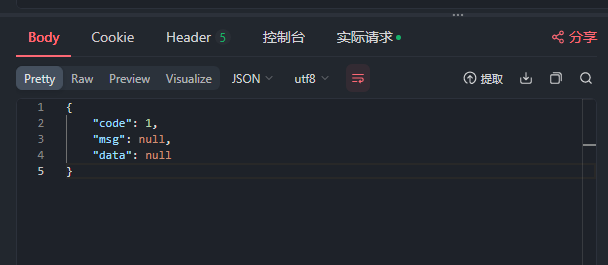 Body Cookie Header 5 控制台 实际请求 分享
Pretty Raw Preview Visualize JSON utf8 提取
1 {
2 "code": 1,
3 "msg": null,
4 "data": null
5 }